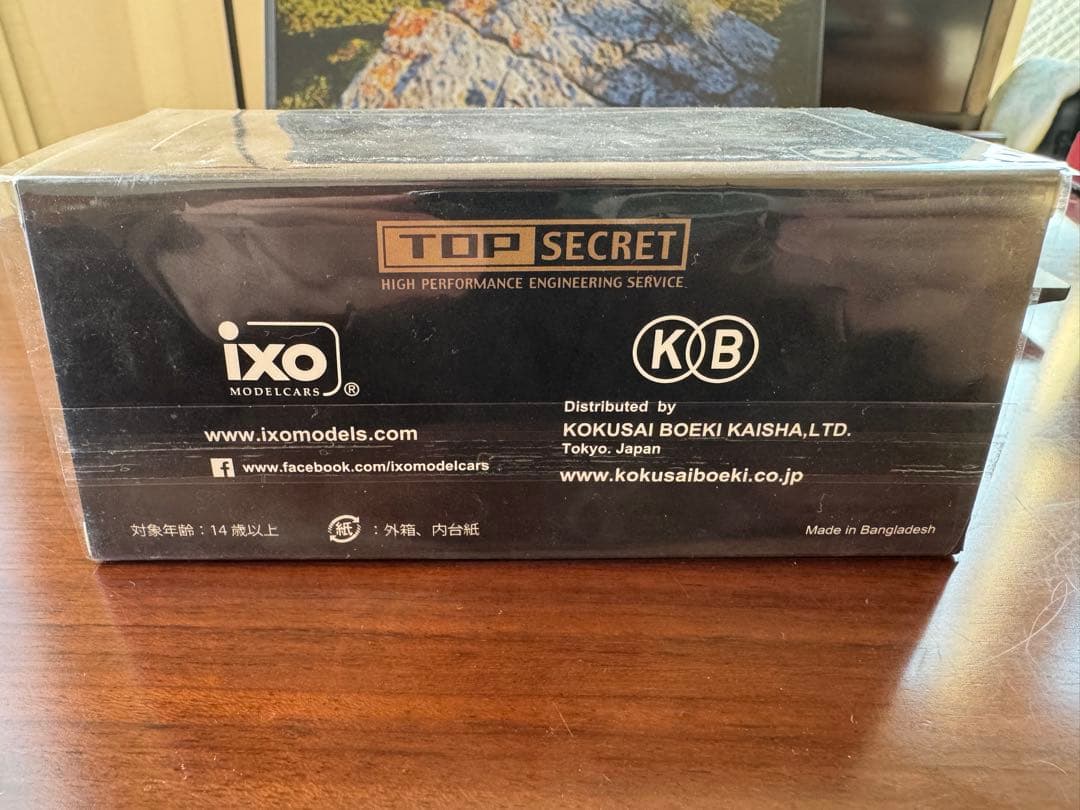 TOP SECRET
HIGH PERFORMANCE ENGINEERING SERVICE
ixo
MODELCARS ®
www.ixomodels.com
f www.facebook.com/ixomodelcars
KB
Distributed by
KOKUSAI BOEKI KAISHA,LTD.
Tokyo. Japan
www.kokusaiboeki.co.jp
対象年齢：14 歳以上
紙：外箱、内台紙
Made in Bangladesh